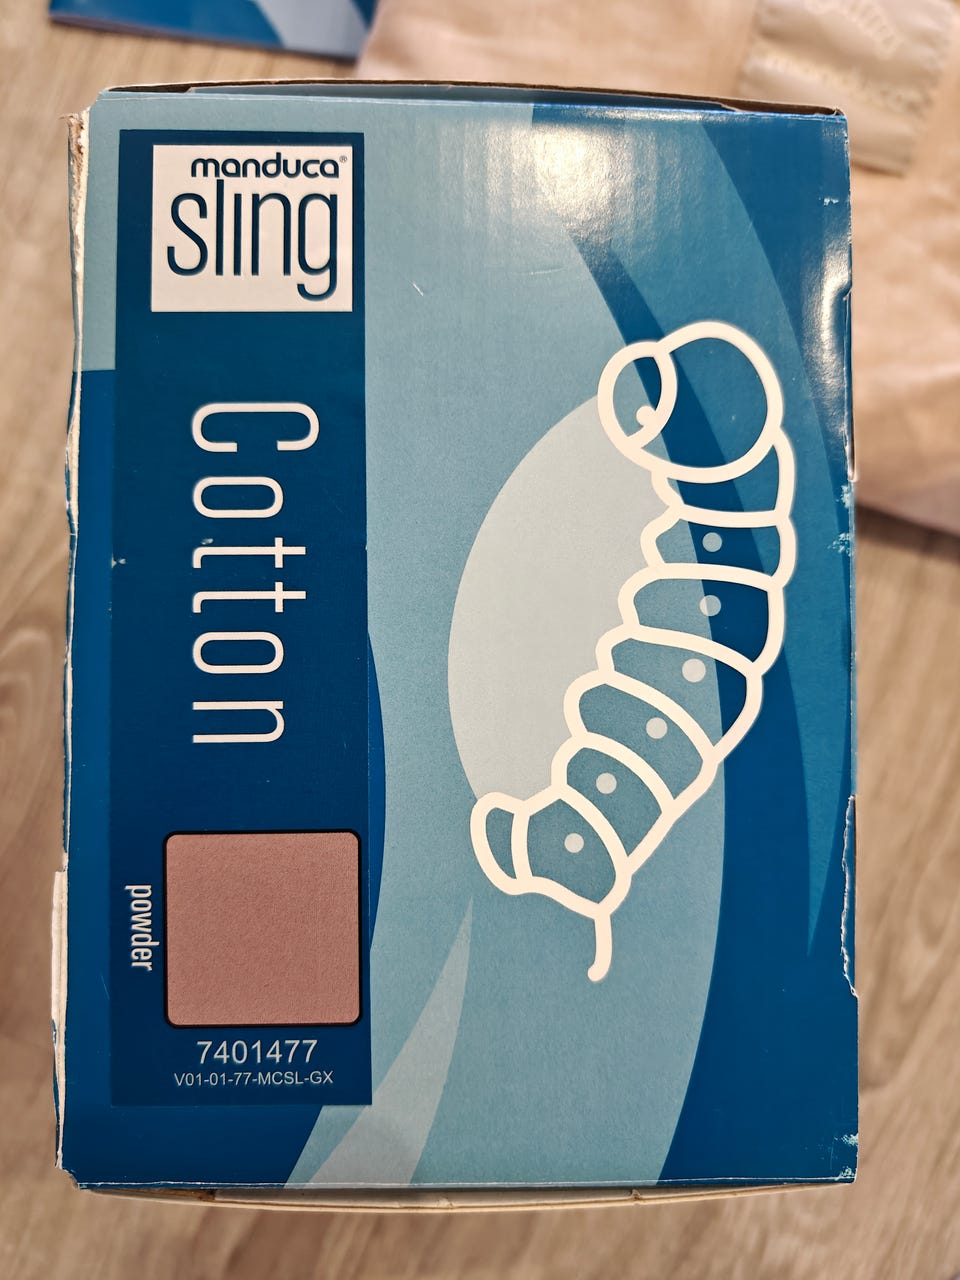 manduca®
sling
Cotton
powder
7401477
V01-01-77-MCSL-GX